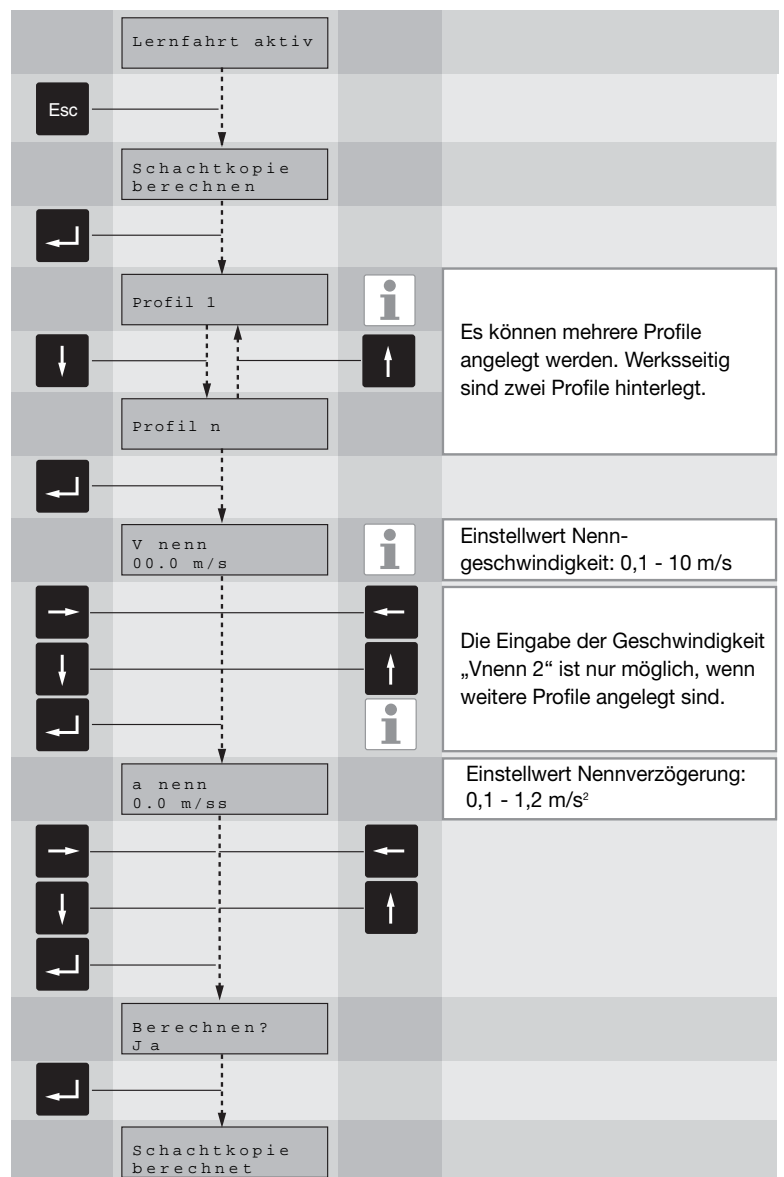 Lernfahrt aktiv
Esc
Schachtkopie
berechnen
Profil 1
i
Es können mehrere Profile
angelegt werden. Werksseitig
sind zwei Profile hinterlegt.
Profil n
V nenn
00.0 m/s
i
Einstellwert Nenn-
geschwindigkeit: 0,1 - 10 m/s
Die Eingabe der Geschwindigkeit
„Vnenn 2“ ist nur möglich, wenn
weitere Profile angelegt sind.
i
a nenn
0.0 m/ss
Einstellwert Nennverzögerung:
0,1 - 1,2 m/s²
Berechnen?
Ja
Schachtkopie
berechnet